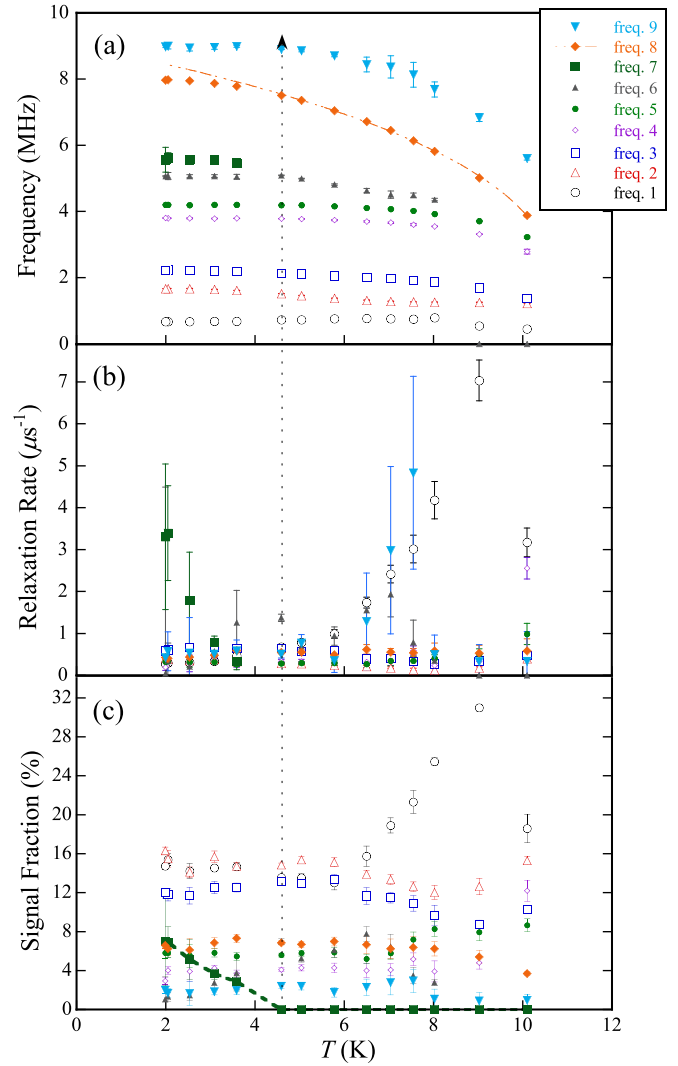 (a)
freq. 9
freq. 8
freq. 7
freq. 6
freq. 5
freq. 4
freq. 3
freq. 2
freq. 1
10
8
6
4
2
0
Frequency (MHz)
(b)
7
6
5
4
3
2
1
0
Relaxation Rate (μs⁻¹)
(c)
32
28
24
20
16
12
8
4
0
Signal Fraction (%)
0 2 4 6 8 10 12
T (K)